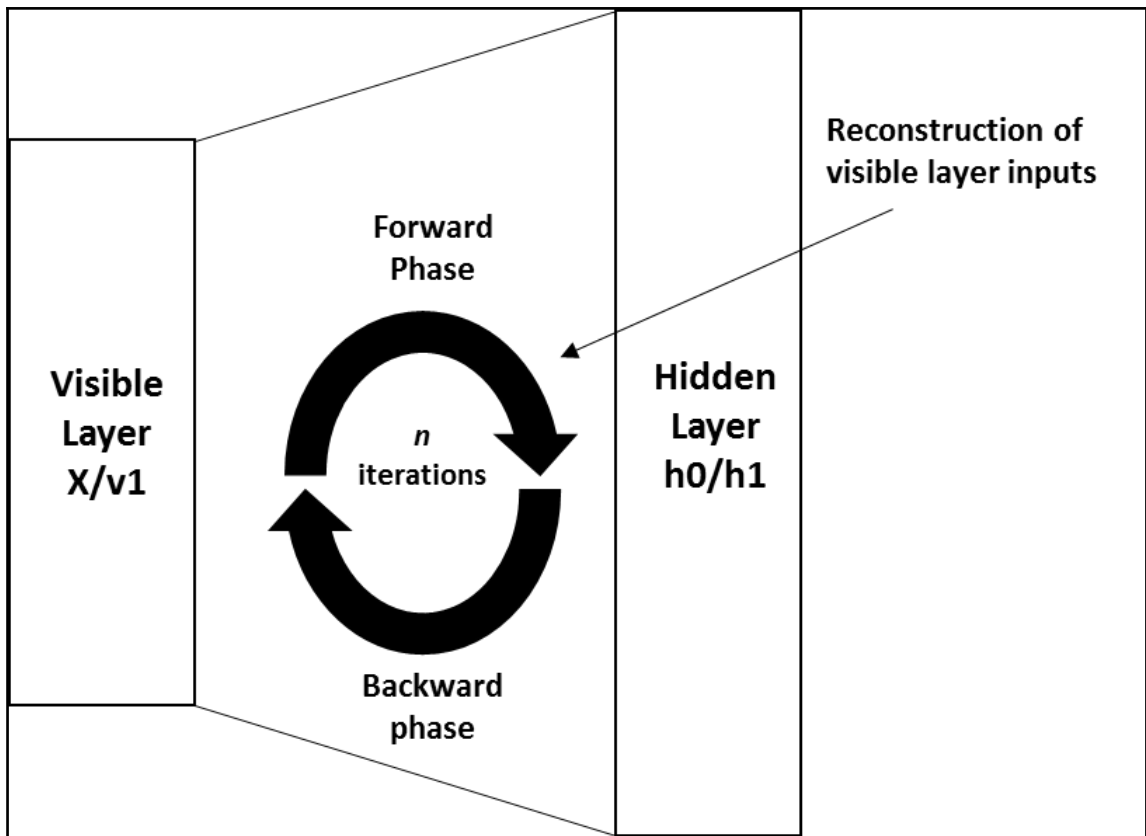 Visible
Layer
X/v1
Forward
Phase
n
iterations
Backward
phase
Hidden
Layer
h0/h1
Reconstruction of
visible layer inputs